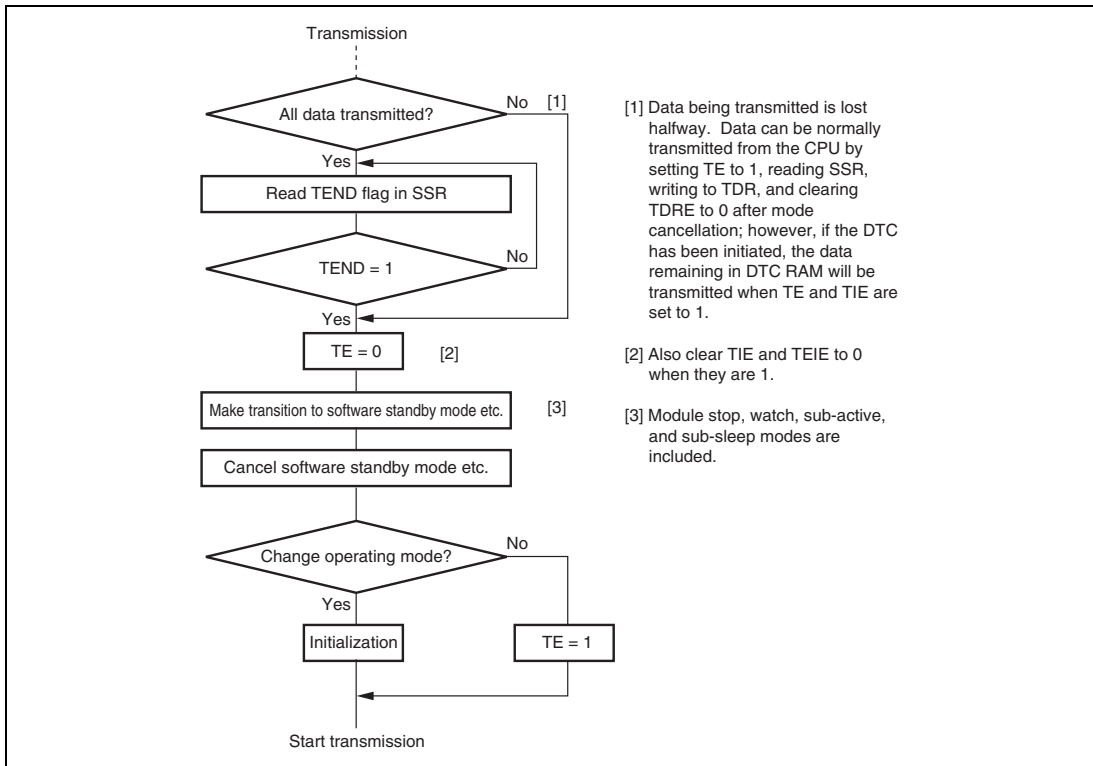 Transmission
All data transmitted?
No
[1]
Yes
Read TEND flag in SSR
TEND = 1
No
Yes
TE = 0
[2]
Make transition to software standby mode etc.
[3]
Cancel software standby mode etc.
Change operating mode?
No
Yes
Initialization
TE = 1
Start transmission
[1] Data being transmitted is lost
halfway. Data can be normally
transmitted from the CPU by
setting TE to 1, reading SSR,
writing to TDR, and clearing
TDRE to 0 after mode
cancellation; however, if the DTC
has been initiated, the data
remaining in DTC RAM will be
transmitted when TE and TIE are
set to 1.
[2] Also clear TIE and TEIE to 0
when they are 1.
[3] Module stop, watch, sub-active,
and sub-sleep modes are
included.